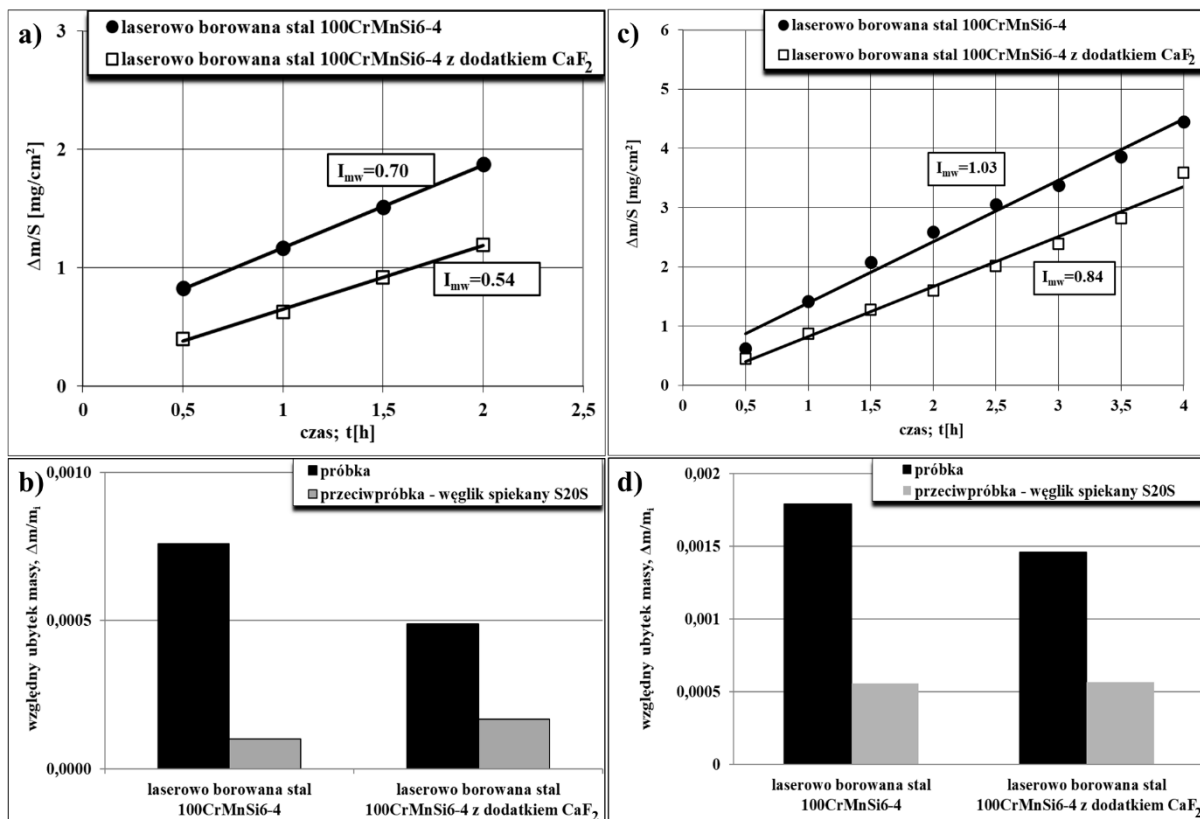 a)
3
2
1
0
Δm/S [mg/cm²]
laserowo borowana stal 100CrMnSi6-4
laserowo borowana stal 100CrMnSi6-4 z dodatkiem CaF₂
I_mw=0.70
I_mw=0.54
0 0,5 1 1,5 2 2,5
czas; t[h]
c)
6
5
4
3
2
1
0
Δm/S [mg/cm²]
laserowo borowana stal 100CrMnSi6-4
laserowo borowana stal 100CrMnSi6-4 z dodatkiem CaF₂
I_mw=1.03
I_mw=0.84
0 0,5 1 1,5 2 2,5 3 3,5 4
czas; t[h]
b)
0,0010
0,0005
0,0000
względny ubytek masy, Δm/m_i
próbka
przeciwpróbka - węglik spiekany S20S
laserowo borowana stal
100CrMnSi6-4
laserowo borowana stal
100CrMnSi6-4 z dodatkiem CaF₂
d)
0,002
0,0015
0,001
0,0005
0
względny ubytek masy, Δm/m_i
próbka
przeciwpróbka - węglik spiekany S20S
laserowo borowana stal
100CrMnSi6-4
laserowo borowana stal
100CrMnSi6-4 z dodatkiem CaF₂